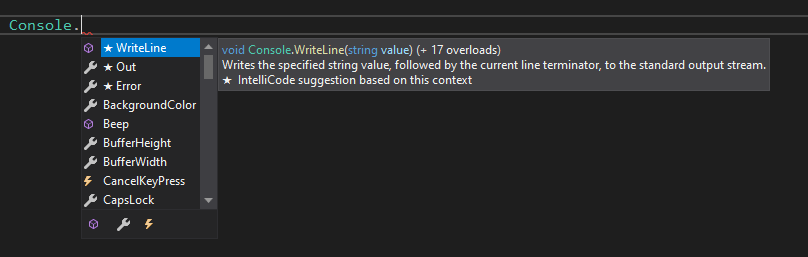 Console.
★ WriteLine
★ Out
★ Error
BackgroundColor
Beep
BufferHeight
BufferWidth
CancelKeyPress
CapsLock
void Console.WriteLine(string value) (+ 17 overloads)
Writes the specified string value, followed by the current line terminator, to the standard output stream.
★ IntelliCode suggestion based on this context